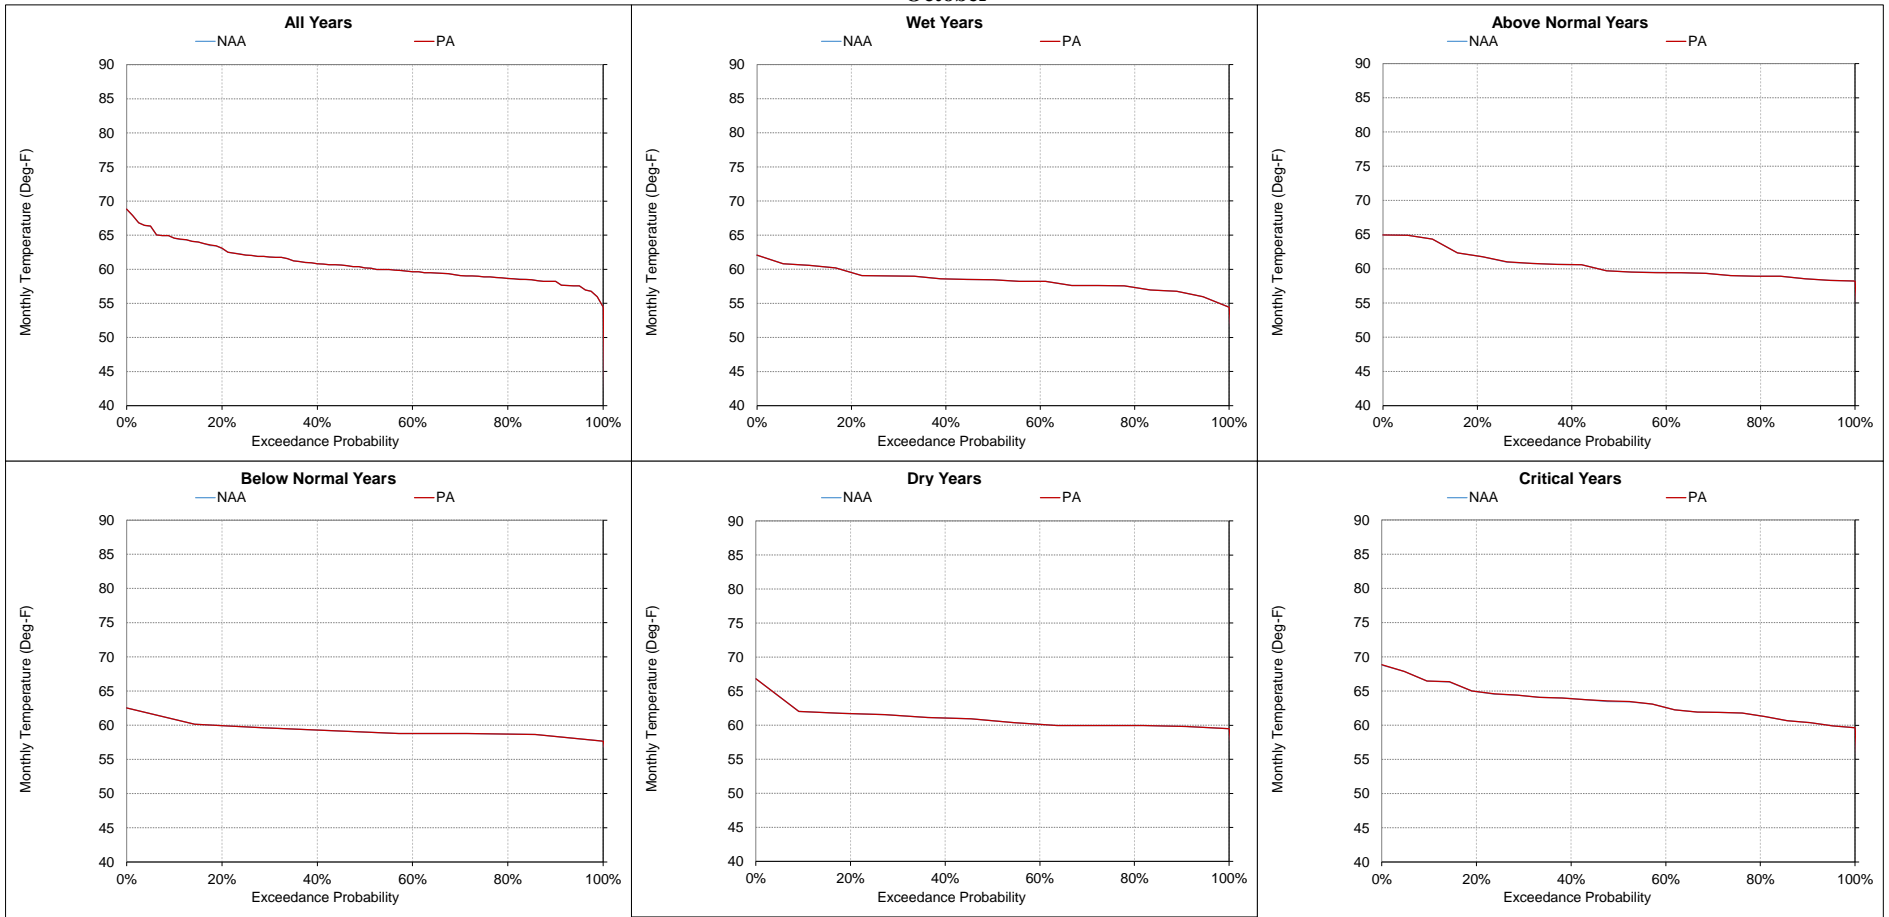 October
All Years
NAA PA
Monthly Temperature (Deg-F)
90
85
80
75
70
65
60
55
50
45
40
0% 20% 40% 60% 80% 100%
Exceedance Probability
Wet Years
NAA PA
Monthly Temperature (Deg-F)
90
85
80
75
70
65
60
55
50
45
40
0% 20% 40% 60% 80% 100%
Exceedance Probability
Above Normal Years
NAA PA
Monthly Temperature (Deg-F)
90
85
80
75
70
65
60
55
50
45
40
0% 20% 40% 60% 80% 100%
Exceedance Probability
Below Normal Years
NAA PA
Monthly Temperature (Deg-F)
90
85
80
75
70
65
60
55
50
45
40
0% 20% 40% 60% 80% 100%
Exceedance Probability
Dry Years
NAA PA
Monthly Temperature (Deg-F)
90
85
80
75
70
65
60
55
50
45
40
0% 20% 40% 60% 80% 100%
Exceedance Probability
Critical Years
NAA PA
Monthly Temperature (Deg-F)
90
85
80
75
70
65
60
55
50
45
40
0% 20% 40% 60% 80% 100%
Exceedance Probability